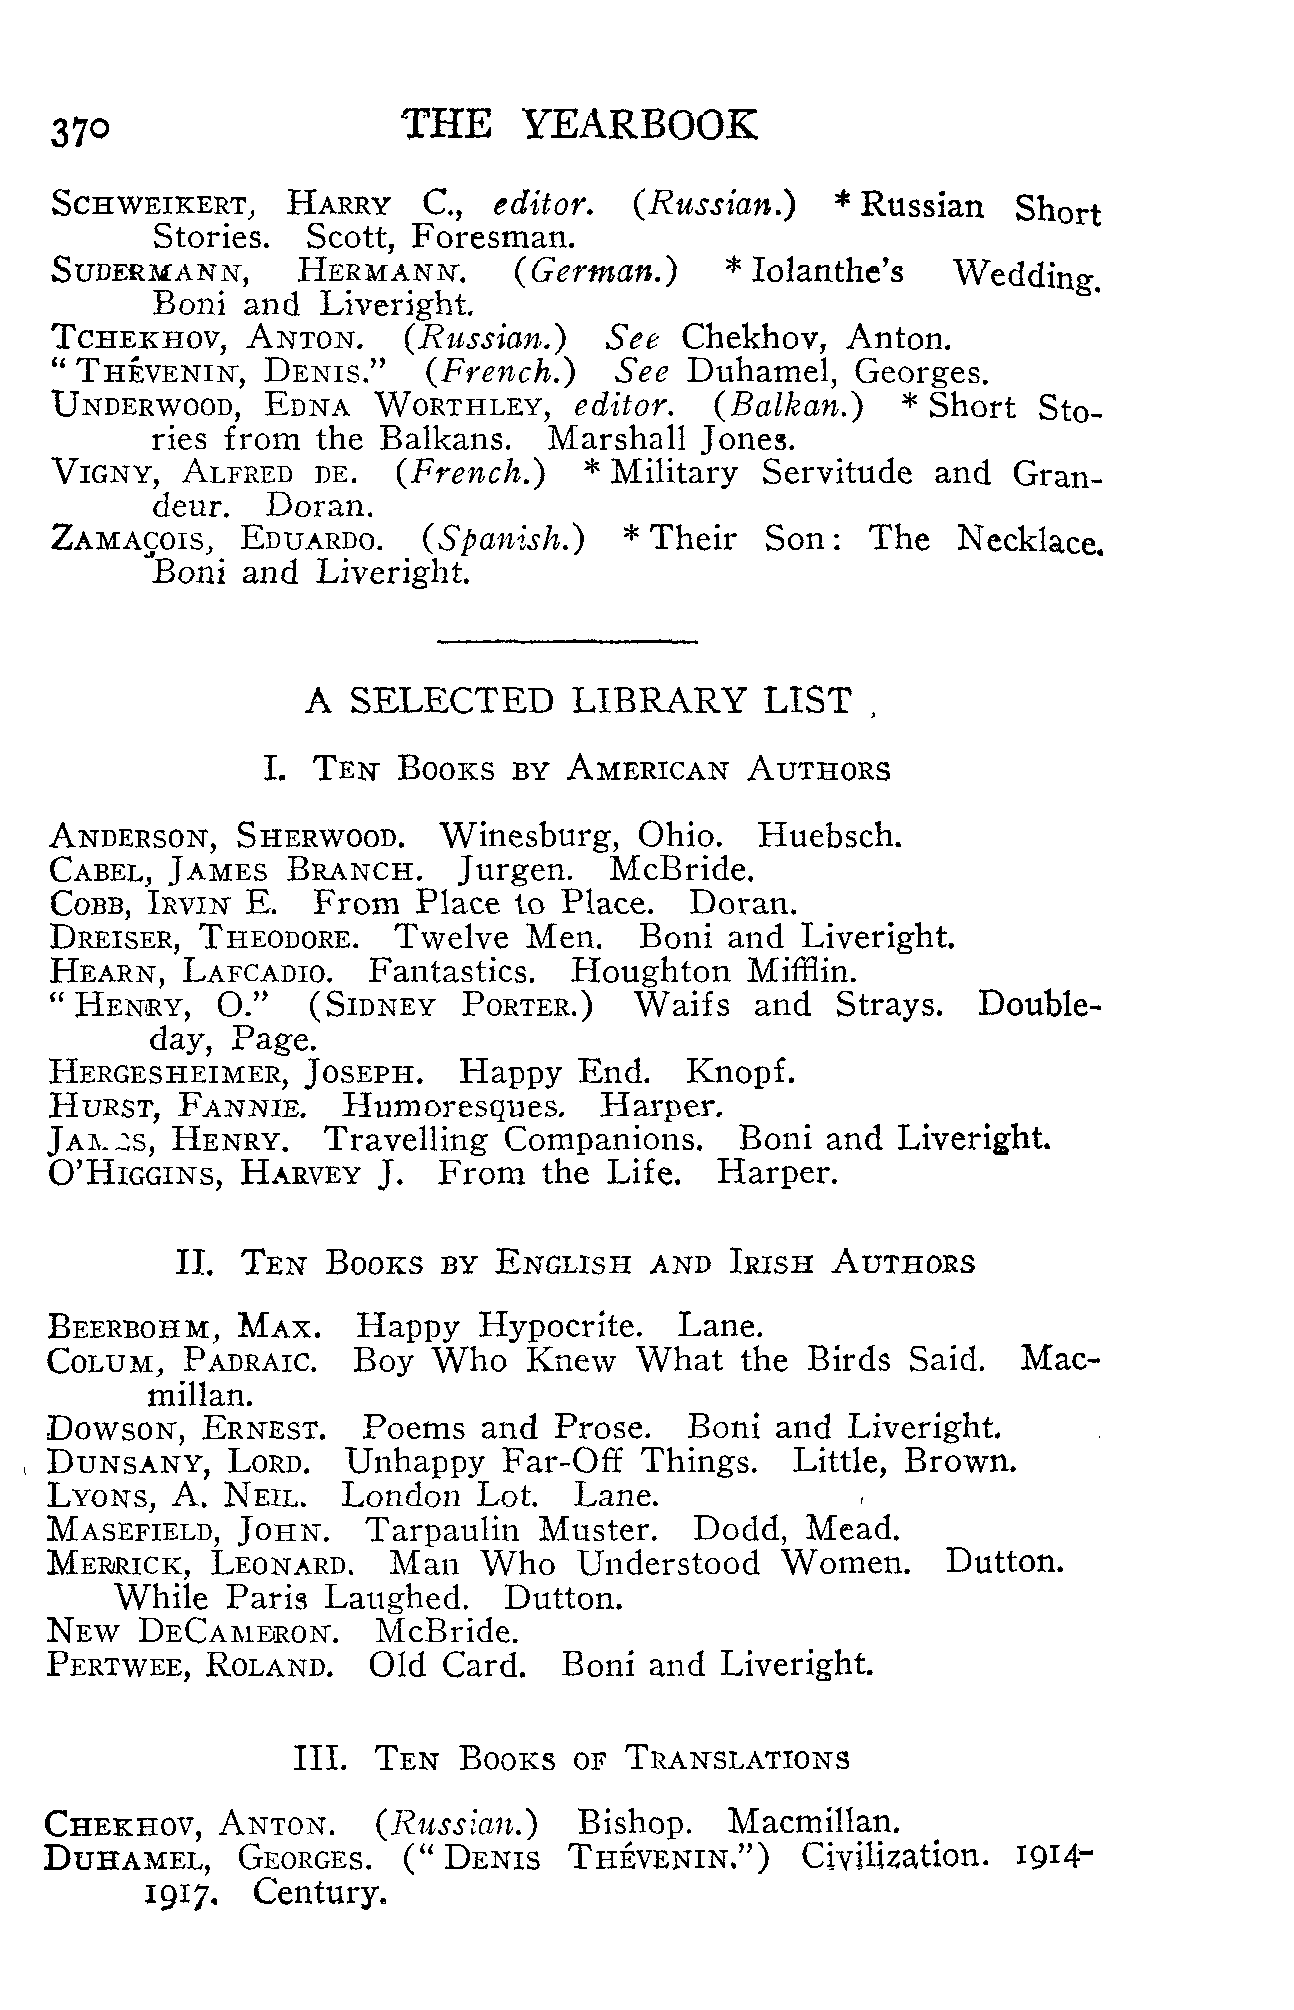 370 THE YEARBOOK
SCHWEIKERT, HARRY C., editor. (Russian.) * Russian Short
Stories. Scott, Foresman.
SUDERMANN, HERMANN. (German.) * Iolanthe's Wedding.
Boni and Liveright.
TCHEKHOV, ANTON. (Russian.) See Chekhov, Anton.
"THÉVENIN, DENIS." (French.) See Duhamel, Georges.
UNDERWOOD, EDNA WORTHLEY, editor. (Balkan.) * Short Sto-
ries from the Balkans. Marshall Jones.
VIGNY, ALFRED DE. (French.) * Military Servitude and Gran-
deur. Doran.
ZAMAÇOIS, EDUARDO. (Spanish.) * Their Son: The Necklace.
Boni and Liveright.
A SELECTED LIBRARY LIST
I. TEN BOOKS BY AMERICAN AUTHORS
ANDERSON, SHERWOOD. Winesburg, Ohio. Huebsch.
CABEL, JAMES BRANCH. Jurgen. McBride.
COBB, IRVIN E. From Place to Place. Doran.
DREISER, THEODORE. Twelve Men. Boni and Liveright.
HEARN, LAFCADIO. Fantastics. Houghton Mifflin.
"HENRY, O." (SIDNEY PORTER.) Waifs and Strays. Double-
day, Page.
HERGESHEIMER, JOSEPH. Happy End. Knopf.
HURST, FANNIE. Humoresques. Harper.
JAMES, HENRY. Travelling Companions. Boni and Liveright.
O'HIGGINS, HARVEY J. From the Life. Harper.
II. TEN BOOKS BY ENGLISH AND IRISH AUTHORS
BEERBOHM, MAX. Happy Hypocrite. Lane.
COLUM, PADRAIC. Boy Who Knew What the Birds Said. Mac-
millan.
DOWSON, ERNEST. Poems and Prose. Boni and Liveright.
DUNSANY, LORD. Unhappy Far-Off Things. Little, Brown.
LYONS, A. NEIL. London Lot. Lane.
MASEFIELD, JOHN. Tarpaulin Muster. Dodd, Mead.
MERRICK, LEONARD. Man Who Understood Women. Dutton.
While Paris Laughed. Dutton.
NEW DECAMERON. McBride.
PERTWEE, ROLAND. Old Card. Boni and Liveright.
III. TEN BOOKS OF TRANSLATIONS
CHEKHOV, ANTON. (Russian.) Bishop. Macmillan.
DUHAMEL, GEORGES. ("DENIS THÉVENIN.") Civilization. 1914-
1917. Century.